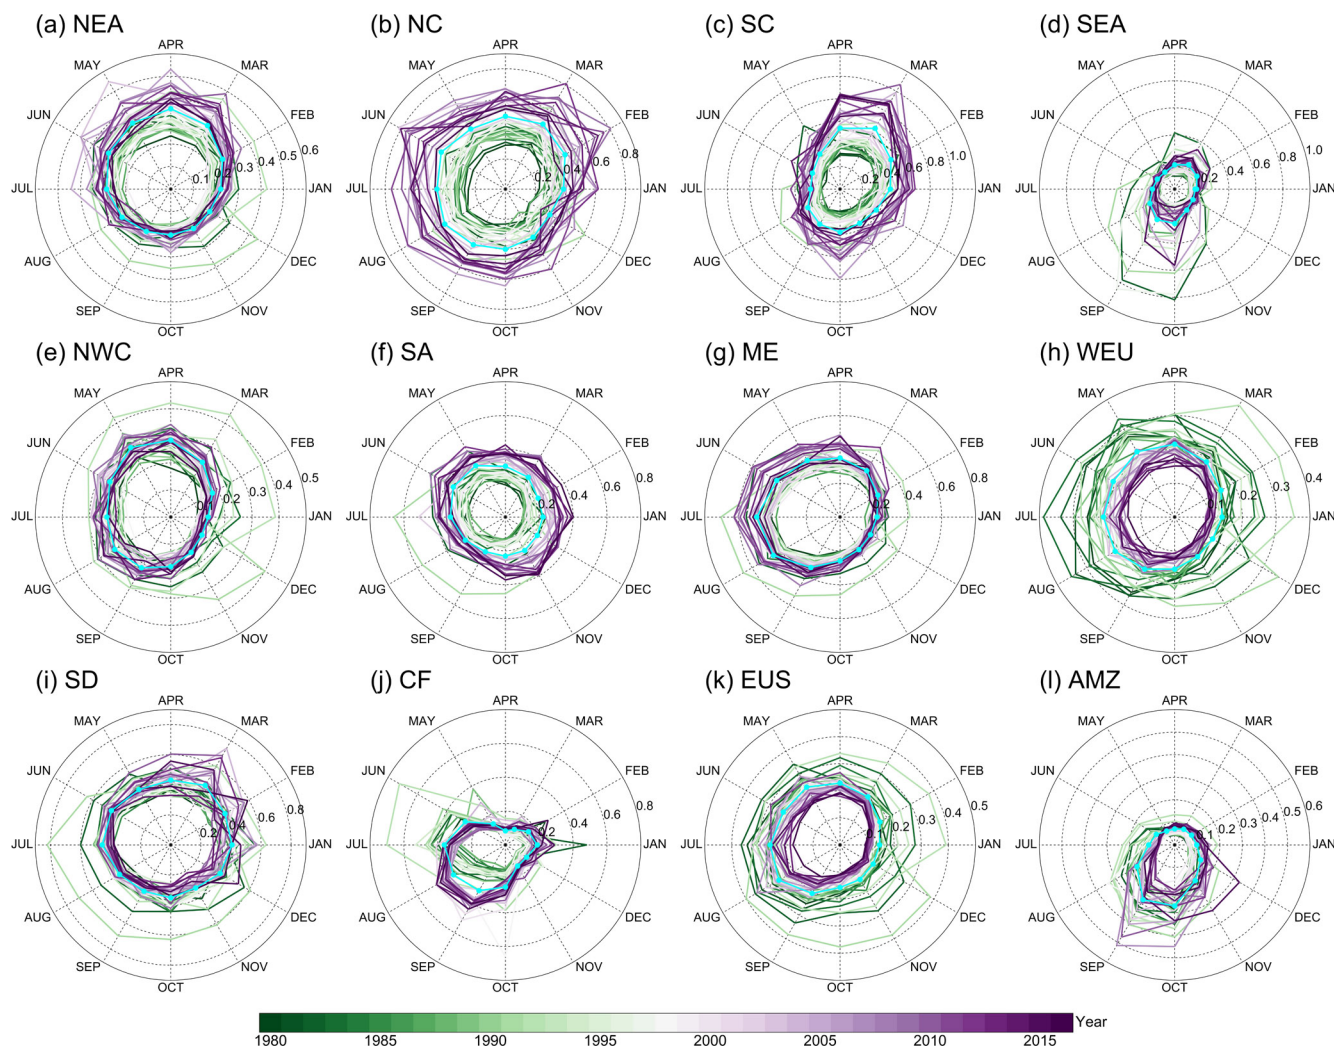 (a) NEA
APR
MAY
MAR
JUN
FEB
0.1 0.2 0.3 0.4 0.5 0.6
JUL
JAN
AUG
DEC
SEP
NOV
OCT
(b) NC
APR
MAY
MAR
JUN
FEB
0.2 0.4 0.6 0.8
JUL
JAN
AUG
DEC
SEP
NOV
OCT
(c) SC
APR
MAY
MAR
JUN
FEB
0.2 0.4 0.6 0.8 1.0
JUL
JAN
AUG
DEC
SEP
NOV
OCT
(d) SEA
APR
MAY
MAR
JUN
FEB
0.2 0.4 0.6 0.8 1.0
JUL
JAN
AUG
DEC
SEP
NOV
OCT
(e) NWC
APR
MAY
MAR
JUN
FEB
0.1 0.2 0.3 0.4 0.5
JUL
JAN
AUG
DEC
SEP
NOV
OCT
(f) SA
APR
MAY
MAR
JUN
FEB
0.2 0.4 0.6 0.8
JUL
JAN
AUG
DEC
SEP
NOV
OCT
(g) ME
APR
MAY
MAR
JUN
FEB
0.2 0.4 0.6 0.8
JUL
JAN
AUG
DEC
SEP
NOV
OCT
(h) WEU
APR
MAY
MAR
JUN
FEB
0.1 0.2 0.3 0.4
JUL
JAN
AUG
DEC
SEP
NOV
OCT
(i) SD
APR
MAY
MAR
JUN
FEB
0.2 0.4 0.6 0.8
JUL
JAN
AUG
DEC
SEP
NOV
OCT
(j) CF
APR
MAY
MAR
JUN
FEB
0.2 0.4 0.6 0.8
JUL
JAN
AUG
DEC
SEP
NOV
OCT
(k) EUS
APR
MAY
MAR
JUN
FEB
0.1 0.2 0.3 0.4 0.5
JUL
JAN
AUG
DEC
SEP
NOV
OCT
(l) AMZ
APR
MAY
MAR
JUN
FEB
0.1 0.2 0.3 0.4 0.5 0.6
JUL
JAN
AUG
DEC
SEP
NOV
OCT
Year
1980 1985 1990 1995 2000 2005 2010 2015